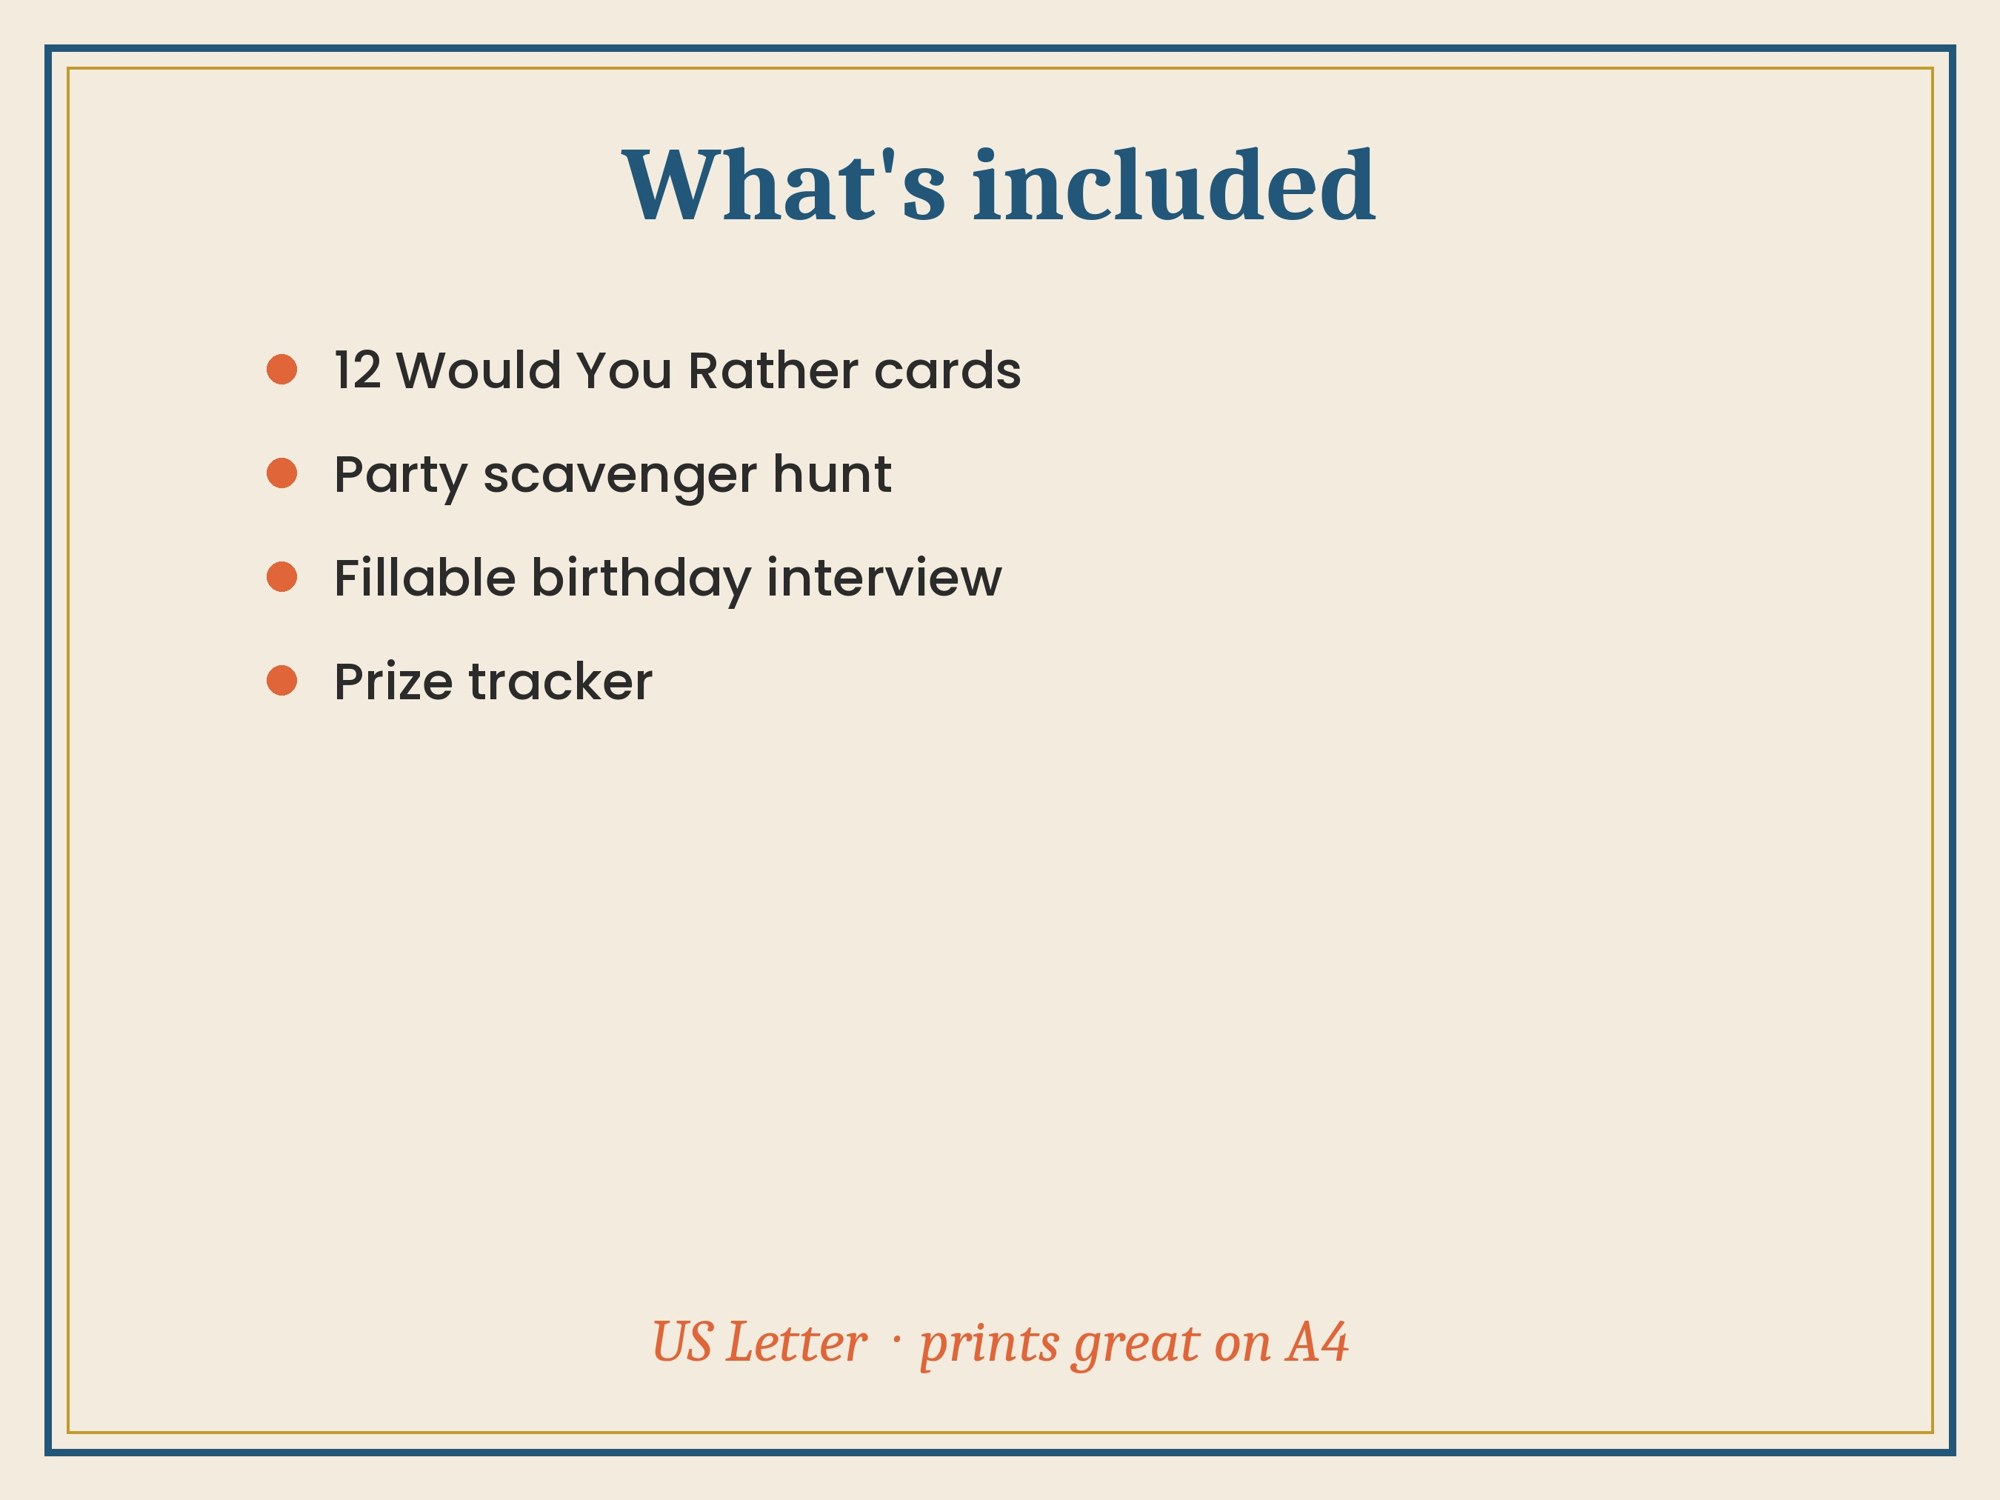 What's included
12 Would You Rather cards
Party scavenger hunt
Fillable birthday interview
Prize tracker
US Letter · prints great on A4